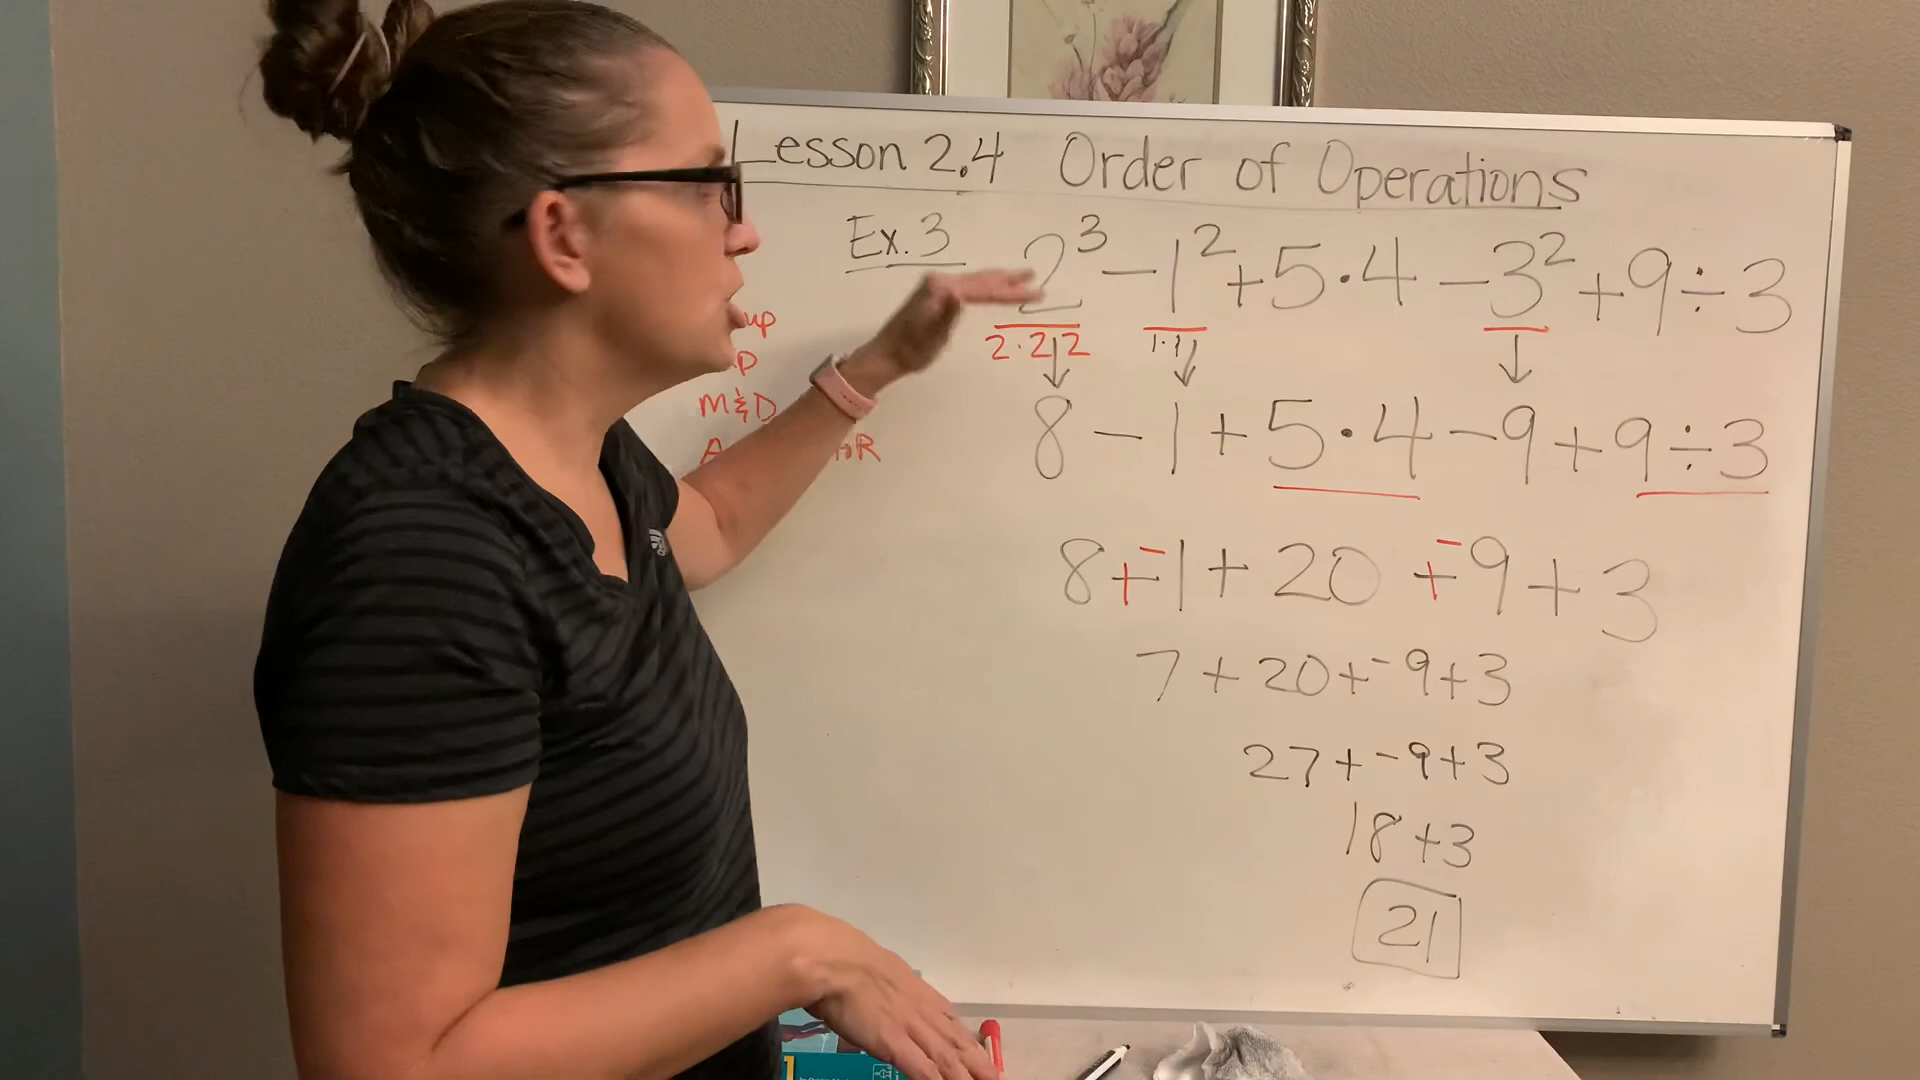 Lesson 2.4 Order of Operations
Ex. 3 2³ - 1² + 5 · 4 - 3² + 9 ÷ 3
2·2·2 1·1
M & D
8 - 1 + 5 · 4 - 9 + 9 ÷ 3
8 + -1 + 20 + -9 + 3
7 + 20 + -9 + 3
27 + -9 + 3
18 + 3
21